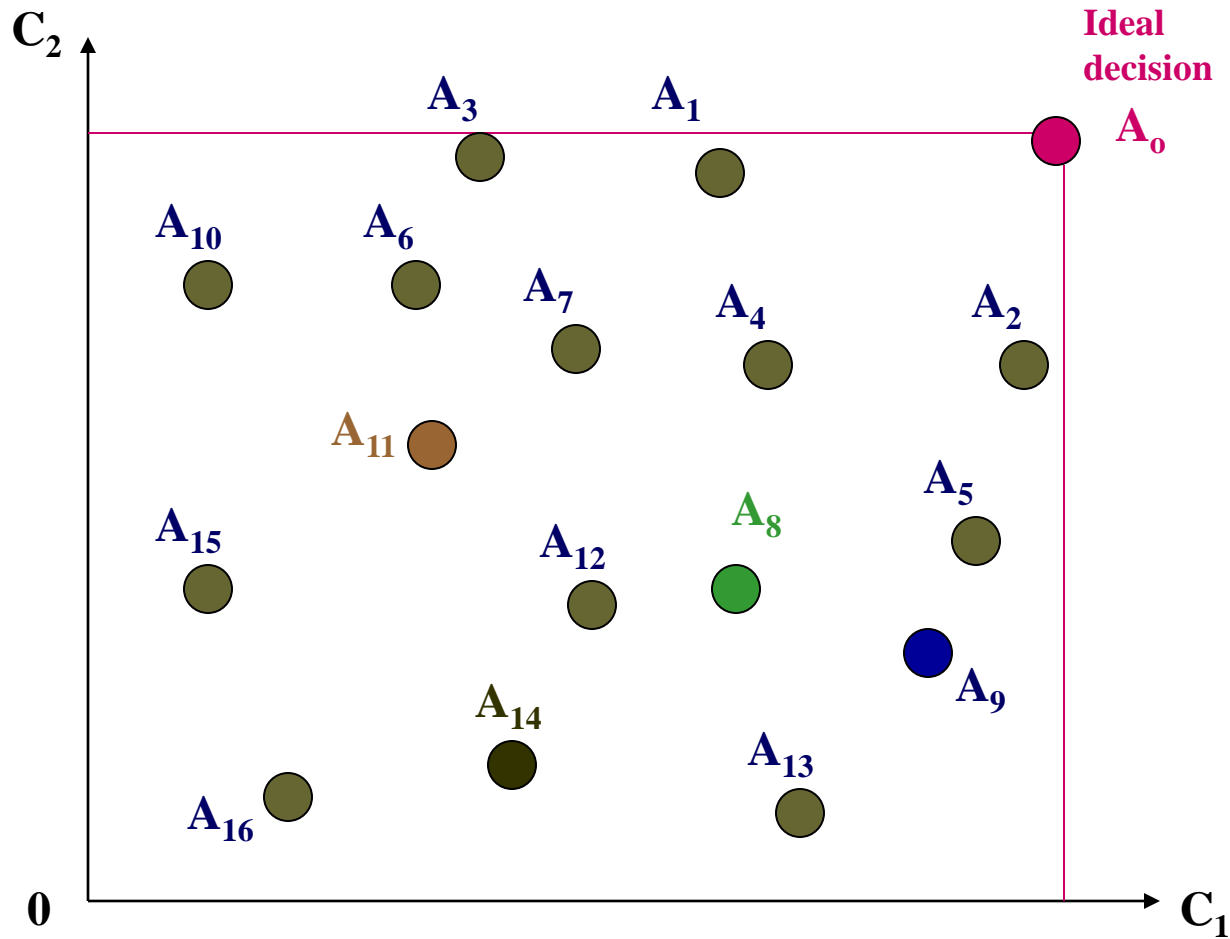 C₂
Ideal
decision
A₃
A₁
Aₒ
A₁₀
A₆
A₇
A₄
A₂
A₁₁
A₅
A₈
A₁₅
A₁₂
A₉
A₁₄
A₁₃
A₁₆
0
C₁